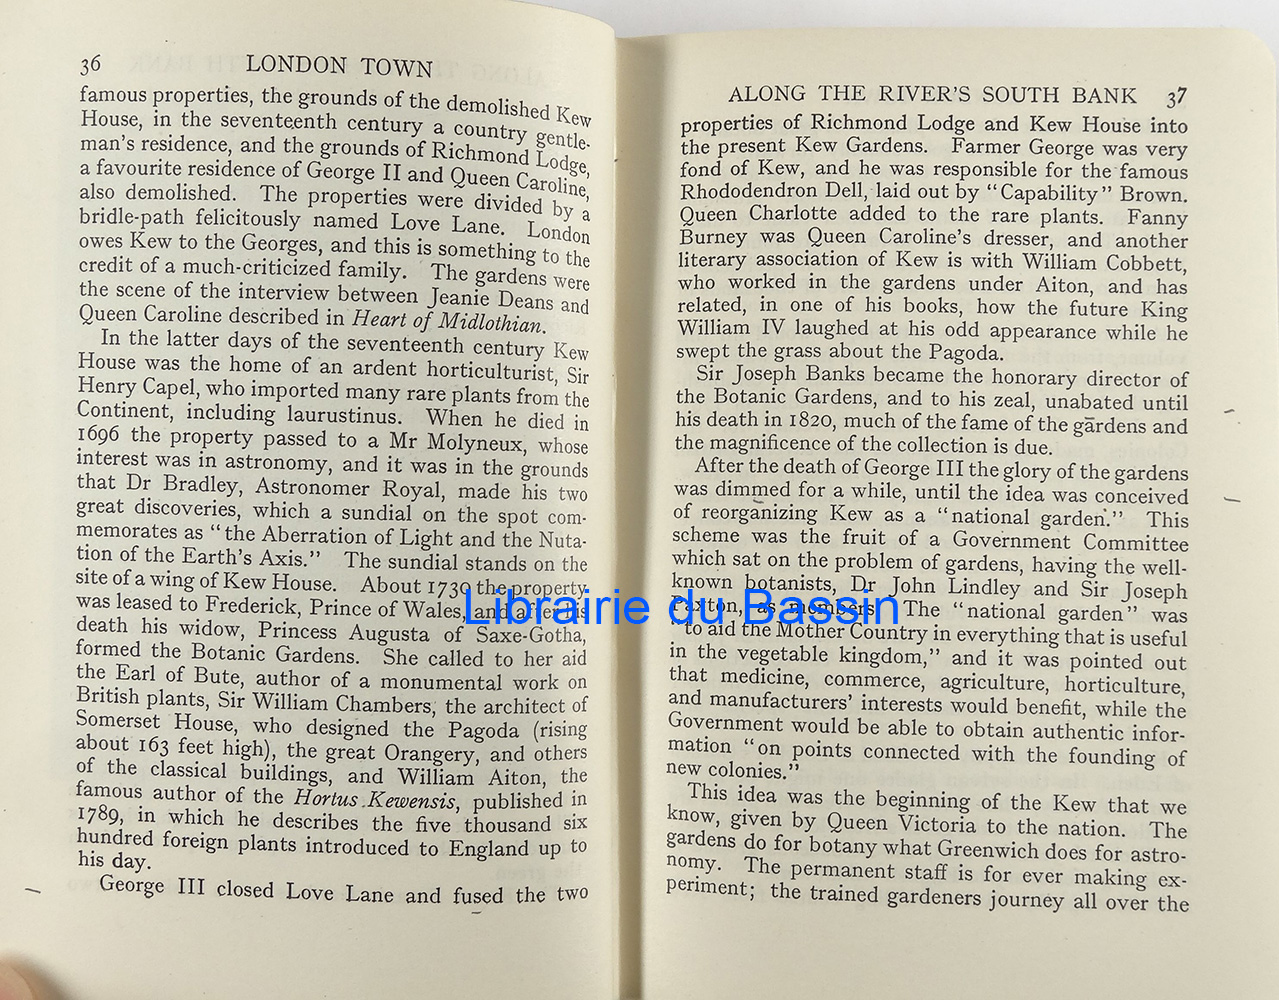 36 LONDON TOWN
famous properties, the grounds of the demolished Kew
House, in the seventeenth century a country gentle-
man's residence, and the grounds of Richmond Lodge,
a favourite residence of George II and Queen Caroline,
also demolished. The properties were divided by a
bridle-path felicitously named Love Lane. London
owes Kew to the Georges, and this is something to the
credit of a much-criticized family. The gardens were
the scene of the interview between Jeanie Deans and
Queen Caroline described in Heart of Midlothian.
In the latter days of the seventeenth century Kew
House was the home of an ardent horticulturist, Sir
Henry Capel, who imported many rare plants from the
Continent, including laurustinus. When he died in
1696 the property passed to a Mr Molyneux, whose
interest was in astronomy, and it was in the grounds
that Dr Bradley, Astronomer Royal, made his two
great discoveries, which a sundial on the spot com-
memorates as "the Aberration of Light and the Nuta-
tion of the Earth's Axis." The sundial stands on the
site of a wing of Kew House. About 1730 the property
was leased to Frederick, Prince of Wales, and after his
death his widow, Princess Augusta of Saxe-Gotha,
formed the Botanic Gardens. She called to her aid
the Earl of Bute, author of a monumental work on
British plants, Sir William Chambers, the architect of
Somerset House, who designed the Pagoda (rising
about 163 feet high), the great Orangery, and others
of the classical buildings, and William Aiton, the
famous author of the Hortus Kewensis, published in
1789, in which he describes the five thousand six
hundred foreign plants introduced to England up to
his day.
George III closed Love Lane and fused the two
ALONG THE RIVER'S SOUTH BANK 37
properties of Richmond Lodge and Kew House into
the present Kew Gardens. Farmer George was very
fond of Kew, and he was responsible for the famous
Rhododendron Dell, laid out by "Capability" Brown.
Queen Charlotte added to the rare plants. Fanny
Burney was Queen Caroline's dresser, and another
literary association of Kew is with William Cobbett,
who worked in the gardens under Aiton, and has
related, in one of his books, how the future King
William IV laughed at his odd appearance while he
swept the grass about the Pagoda.
Sir Joseph Banks became the honorary director of
the Botanic Gardens, and to his zeal, unabated until
his death in 1820, much of the fame of the gardens and
the magnificence of the collection is due.
After the death of George III the glory of the gardens
was dimmed for a while, until the idea was conceived
of reorganizing Kew as a "national garden." This
scheme was the fruit of a Government Committee
which sat on the problem of gardens, having the well-
known botanists, Dr John Lindley and Sir Joseph
Paxton, as members. The "national garden" was
"to aid the Mother Country in everything that is useful
in the vegetable kingdom," and it was pointed out
that medicine, commerce, agriculture, horticulture,
and manufacturers' interests would benefit, while the
Government would be able to obtain authentic infor-
mation "on points connected with the founding of
new colonies."
This idea was the beginning of the Kew that we
know, given by Queen Victoria to the nation. The
gardens do for botany what Greenwich does for astro-
nomy. The permanent staff is for ever making ex-
periment; the trained gardeners journey all over the
Librairie du Bassin